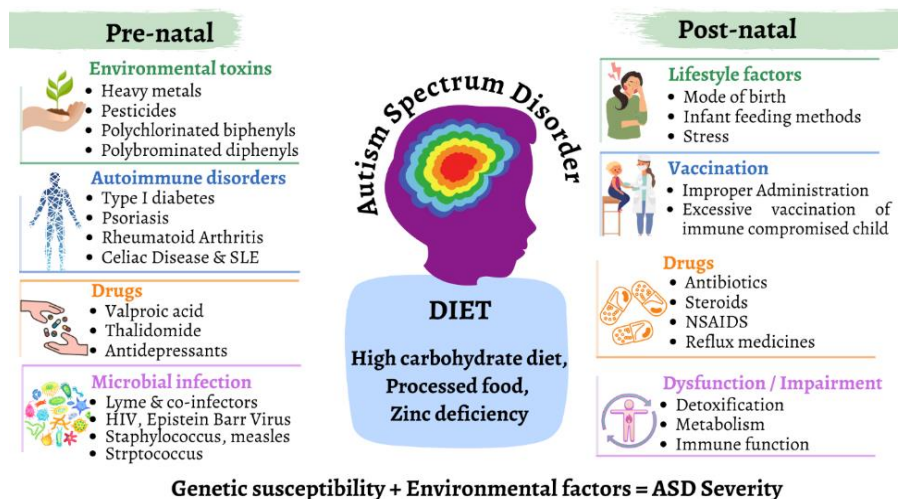 Pre-natal
Environmental toxins
• Heavy metals
• Pesticides
• Polychlorinated biphenyls
• Polybrominated diphenyls
Autoimmune disorders
• Type I diabetes
• Psoriasis
• Rheumatoid Arthritis
• Celiac Disease & SLE
Drugs
• Valproic acid
• Thalidomide
• Antidepressants
Microbial infection
• Lyme & co-infectors
• HIV, Epistein Barr Virus
• Staphylococcus, measles
• Strptococcus
Autism Spectrum Disorder
DIET
High carbohydrate diet,
Processed food,
Zinc deficiency
Post-natal
Lifestyle factors
• Mode of birth
• Infant feeding methods
• Stress
Vaccination
• Improper Administration
• Excessive vaccination of
immune compromised child
Drugs
• Antibiotics
• Steroids
• NSAIDS
• Reflux medicines
Dysfunction / Impairment
• Detoxification
• Metabolism
• Immune function
Genetic susceptibility + Environmental factors = ASD Severity